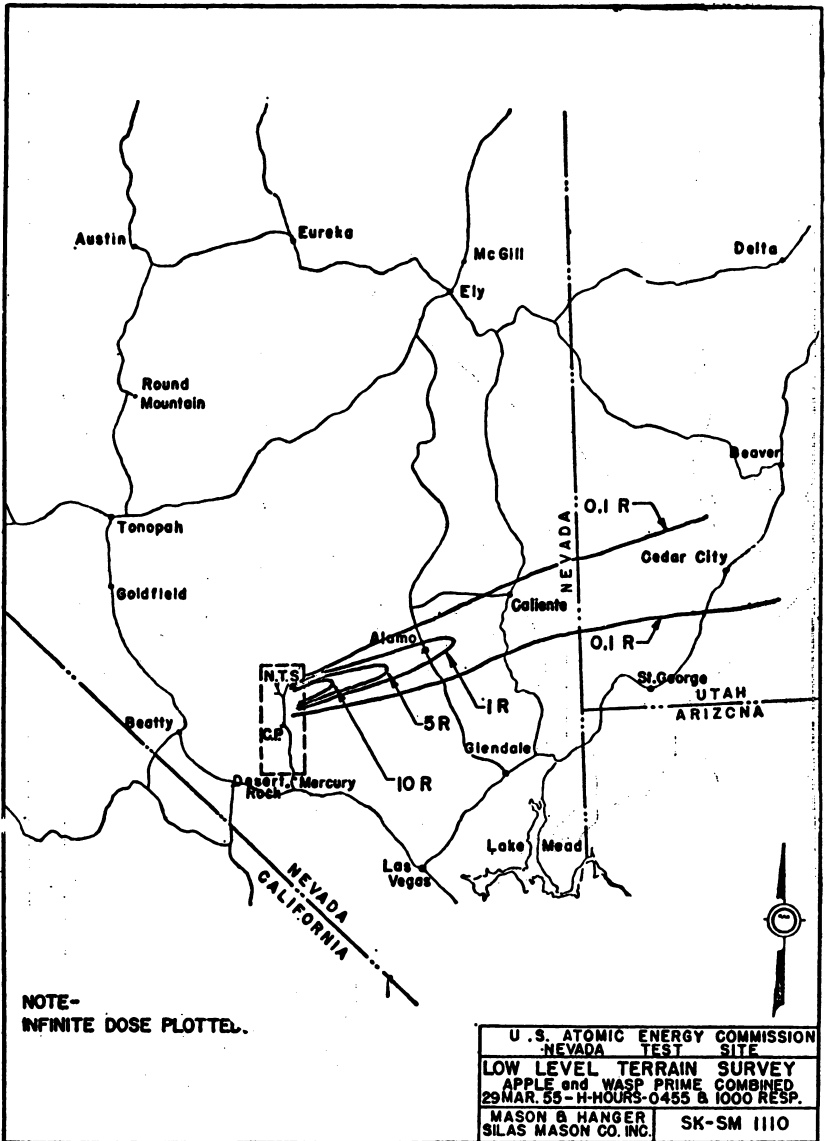 Austin
Eureka
McGill
Delta
Ely
Round
Mountain
Beaver
Tonopah
0.1 R
NEVADA
Cedar City
Goldfield
Caliente
Alamo
0.1 R
N.T.S.
St. George
1 R
UTAH
ARIZONA
5 R
Beatty
C.P.
Glendale
10 R
Desert Mercury
Rock
Lake Mead
Las
Vegas
NEVADA
CALIFORNIA
NOTE-
INFINITE DOSE PLOTTED.
U.S. ATOMIC ENERGY COMMISSION
NEVADA TEST SITE
LOW LEVEL TERRAIN SURVEY
APPLE and WASP PRIME COMBINED
29MAR. 55-H-HOURS-0455 & 1000 RESP.
MASON & HANGER
SILAS MASON CO. INC.
SK-SM 1110